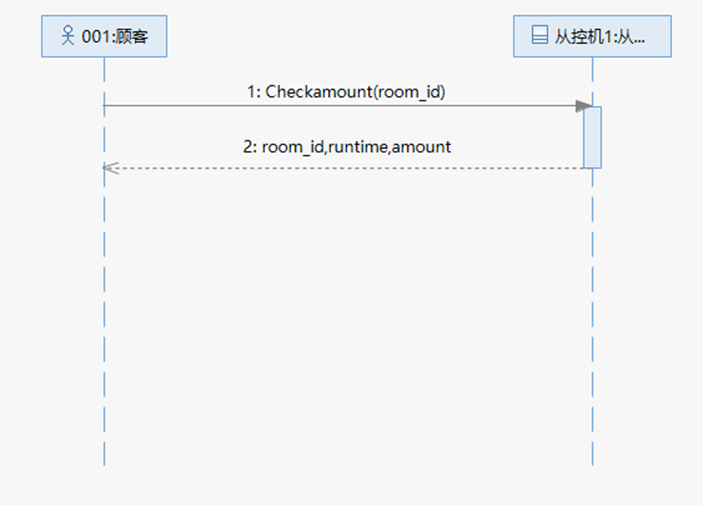 001:顾客
从控机1:从...
1: Checkamount(room_id)
2: room_id,runtime,amount